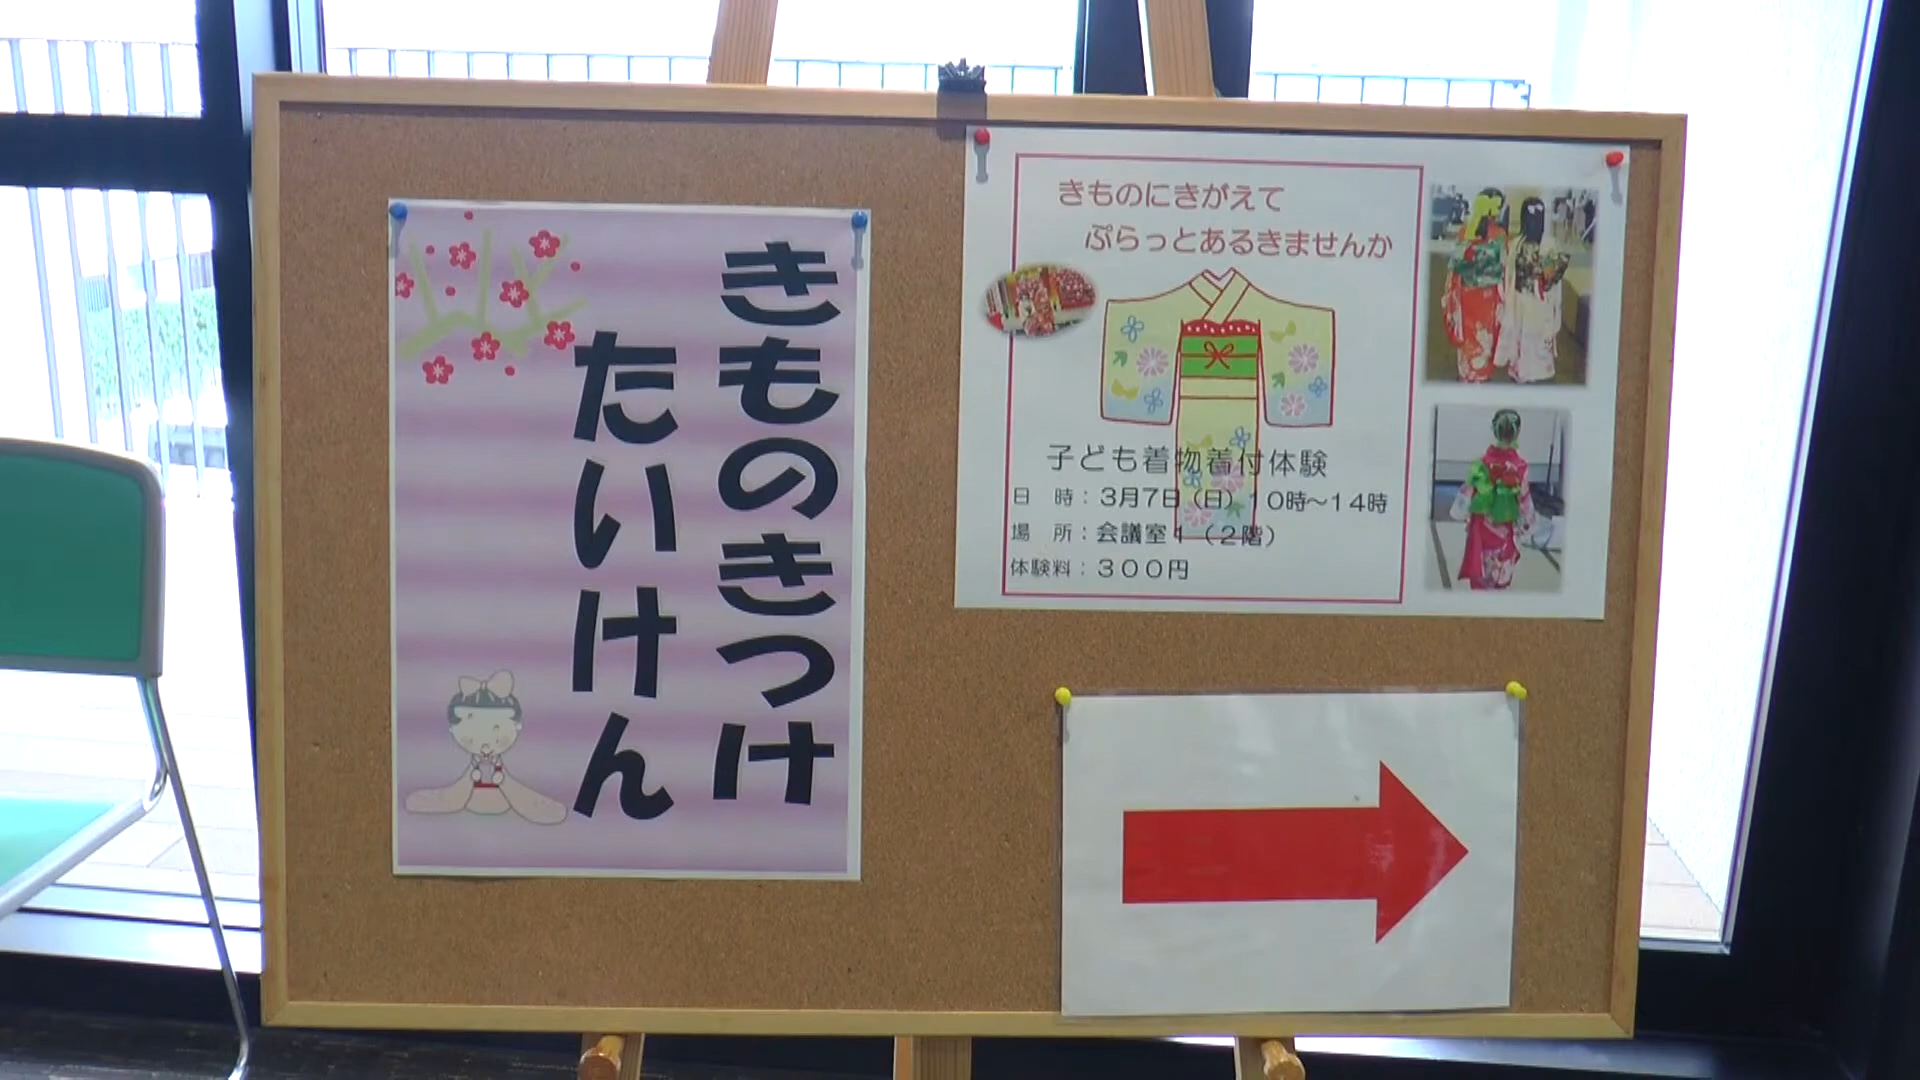 きものきつけ
たいけん
きものにきがえて
ぷらっとあるきませんか
子ども着物着付体験
日　時：3月7日（日）10時～14時
場　所：会議室1（2階）
体験料：300円